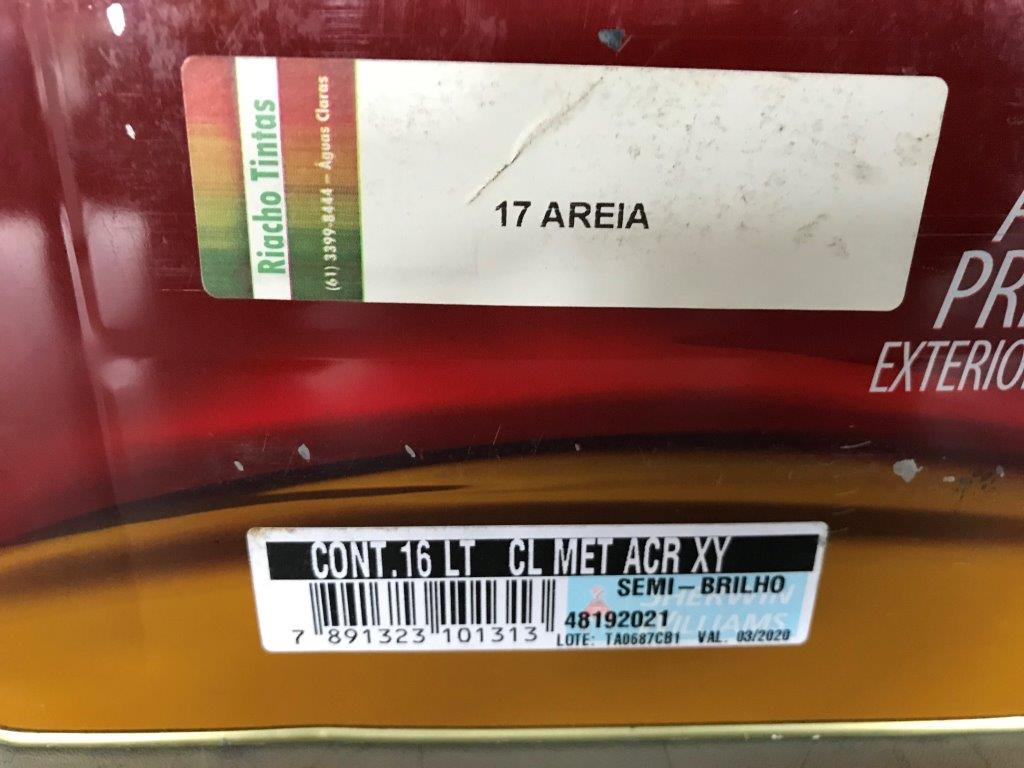 Riacho Tintas
(61) 3399-8444 - Águas Claras
17 AREIA
CONT.16 LT CL MET ACR XY
SEMI-BRILHO
SHERWIN
WILLIAMS
48192021
7 891323 101313
LOTE: TA0687CB1 VAL. 03/2020